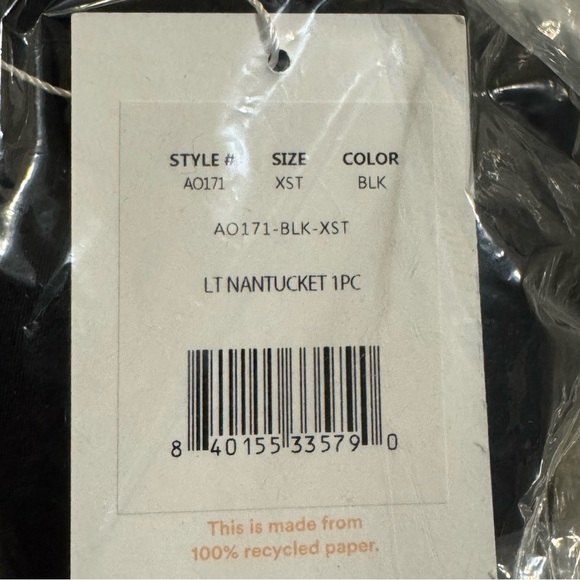 STYLE # SIZE COLOR
AO171 XST BLK
AO171-BLK-XST
LT NANTUCKET 1PC
8 40155 33579 0
This is made from
100% recycled paper.